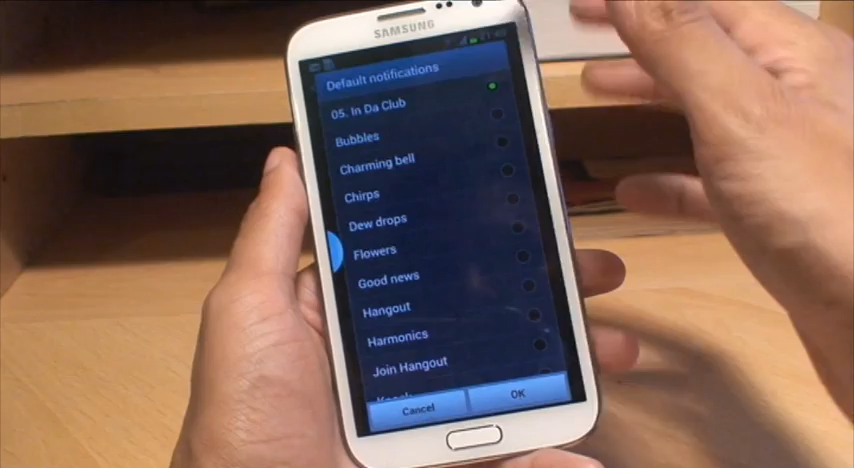 SAMSUNG
Default notifications
05. In Da Club
Bubbles
Charming bell
Chirps
Dew drops
Flowers
Good news
Hangout
Harmonics
Join Hangout
Cancel
OK